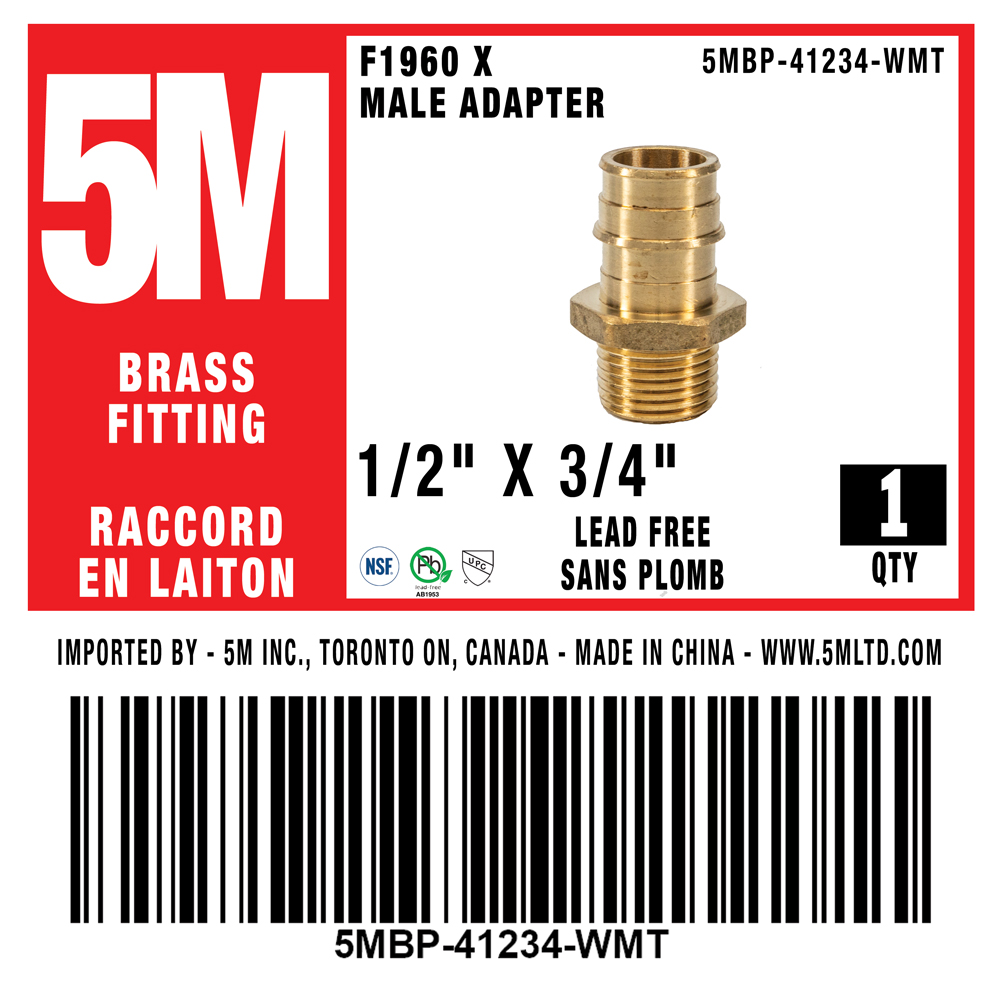 5M
BRASS
FITTING
RACCORD
EN LAITON
F1960 X
MALE ADAPTER
5MBP-41234-WMT
1/2" X 3/4"
LEAD FREE
SANS PLOMB
1
QTY
NSF
Pb
lead-free
AB1953
UPC
C ®
IMPORTED BY - 5M INC., TORONTO ON, CANADA - MADE IN CHINA - WWW.5MLTD.COM
5MBP-41234-WMT